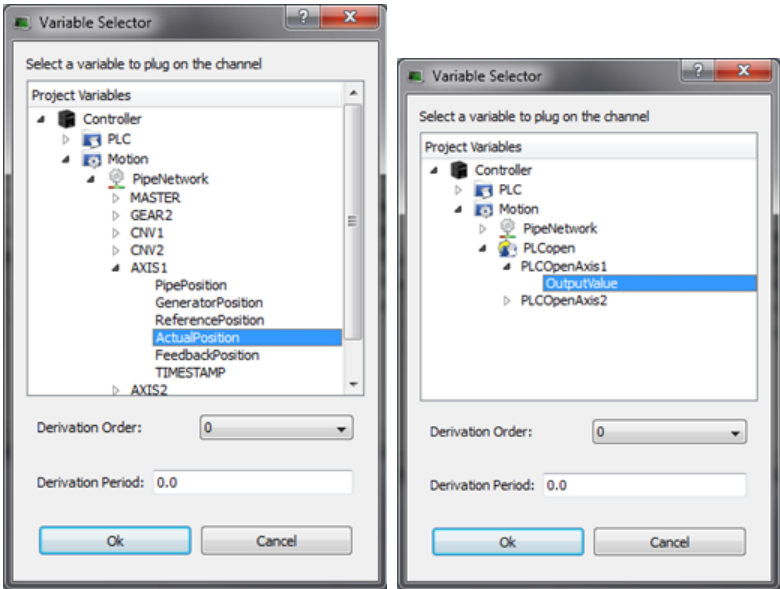 Variable Selector
Select a variable to plug on the channel
Project Variables
Controller
PLC
Motion
PipeNetwork
MASTER
GEAR2
CNV1
CNV2
AXIS1
PipePosition
GeneratorPosition
ReferencePosition
ActualPosition
FeedbackPosition
TIMESTAMP
AXIS2
Derivation Order: 0
Derivation Period: 0.0
Ok Cancel
Variable Selector
Select a variable to plug on the channel
Project Variables
Controller
PLC
Motion
PipeNetwork
PLCopen
PLCOpenAxis1
OutputValue
PLCOpenAxis2
Derivation Order: 0
Derivation Period: 0.0
Ok Cancel